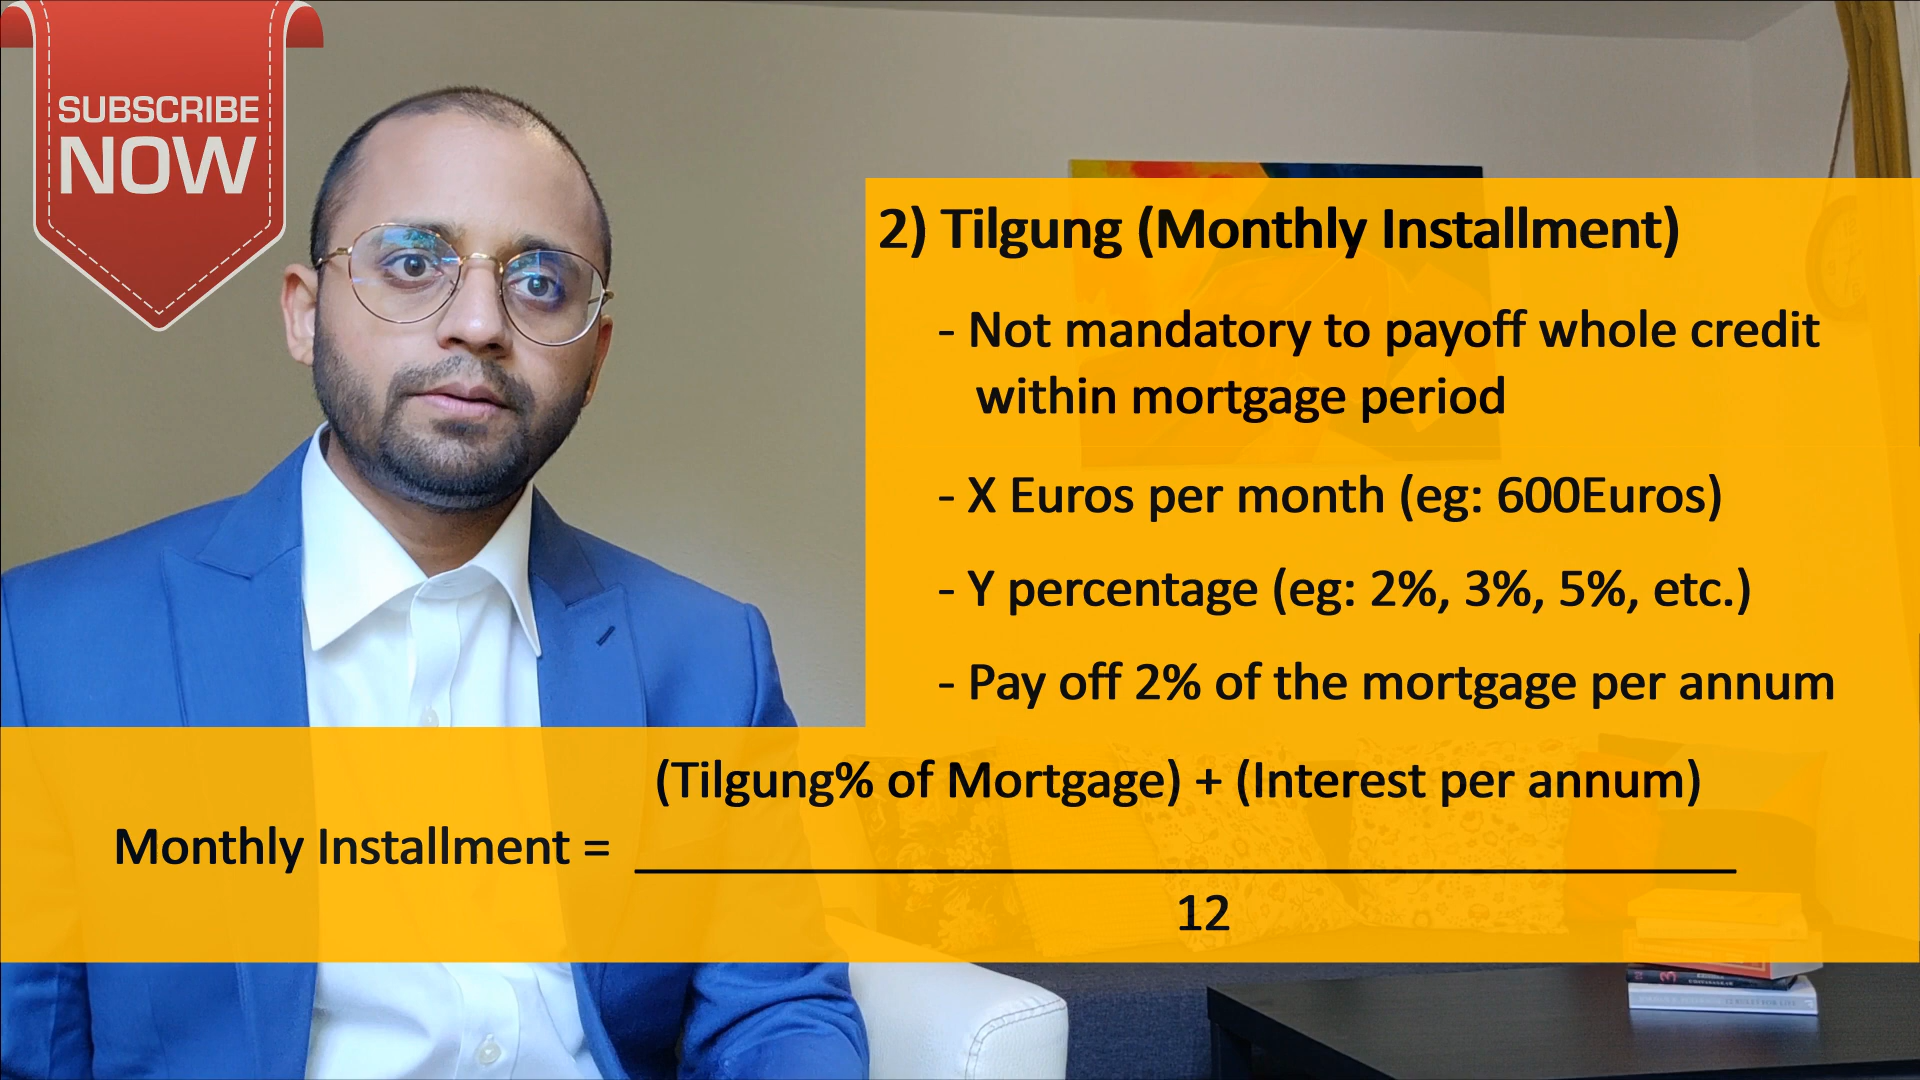 SUBSCRIBE
NOW
2) Tilgung (Monthly Installment)
- Not mandatory to payoff whole credit
within mortgage period
- X Euros per month (eg: 600Euros)
- Y percentage (eg: 2%, 3%, 5%, etc.)
- Pay off 2% of the mortgage per annum
(Tilgung% of Mortgage) + (Interest per annum)
Monthly Installment =
12